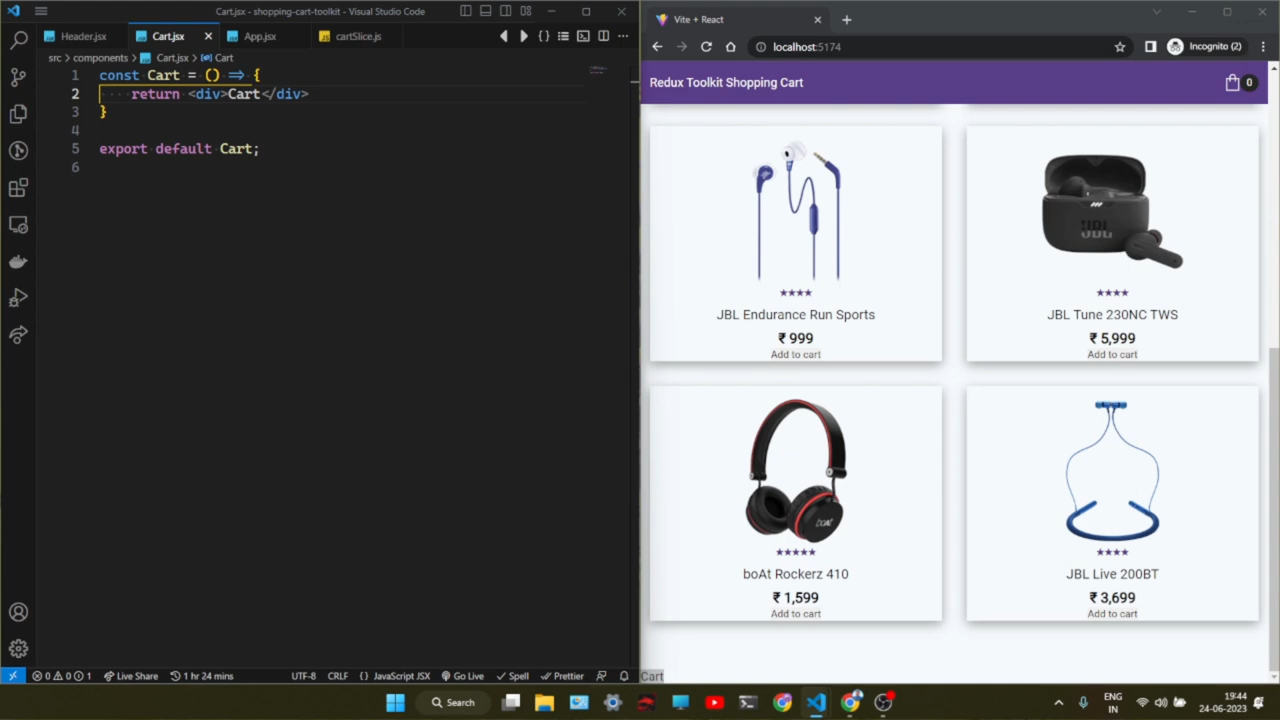 Cart.jsx - shopping-cart-toolkit - Visual Studio Code
Header.jsx
Cart.jsx
App.jsx
cartSlice.js
src > components > Cart.jsx > Cart
1 const Cart = () => {
2 return <div>Cart</div>
3 }
4
5 export default Cart;
6
0 0 1 Live Share 1 hr 24 mins UTF-8 CRLF {} JavaScript JSX Go Live Spell Prettier
Vite + React
localhost:5174
Incognito (2)
Redux Toolkit Shopping Cart
0
JBL
★★★★
★★★★
JBL Endurance Run Sports
JBL Tune 230NC TWS
₹ 999
₹ 5,999
Add to cart
Add to cart
boAt
★★★★★
★★★★
boAt Rockerz 410
JBL Live 200BT
₹ 1,599
₹ 3,699
Add to cart
Add to cart
Cart
Search
ENG
IN
19:44
24-06-2023